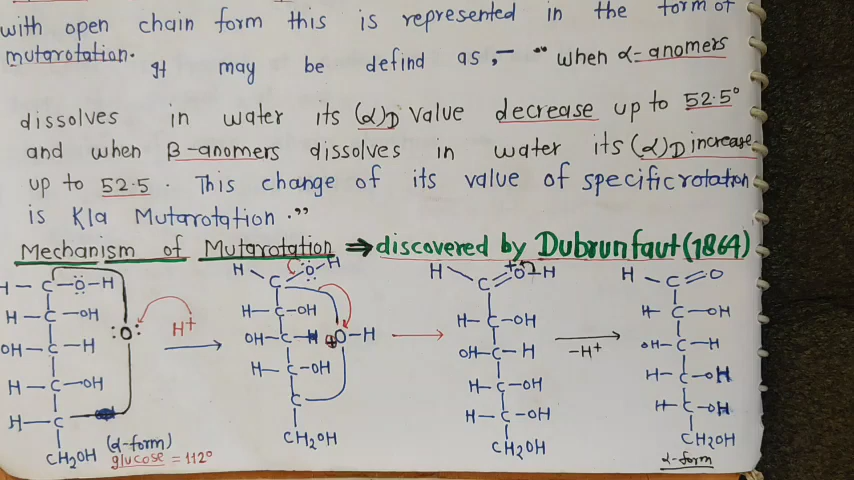 with open chain form this is represented in the form of
mutarotation. It may be defind as,— "when α-anomers
dissolves in water its (α)D value decrease up to 52.5°
and when β-anomers dissolves in water its (α)D increase
up to 52.5. This change of its value of specific rotation
is K/a Mutarotation."
Mechanism of Mutarotation ⇒ discovered by Dubrunfaut (1864)
H — C — O — H
H — C — OH
OH — C — H
H — C — OH
H — C
CH2OH
:O:
(α-form)
glucose = 112°
H+
H C O H
H — C — OH
OH — C — H
H — C — OH
C
CH2OH
⊕O — H
H C = O+ — H
H — C — OH
OH — C — H
H — C — OH
H — C — OH
CH2OH
−H+
H C = O
H — C — OH
OH — C — H
H — C — OH
H — C — OH
CH2OH
α-form